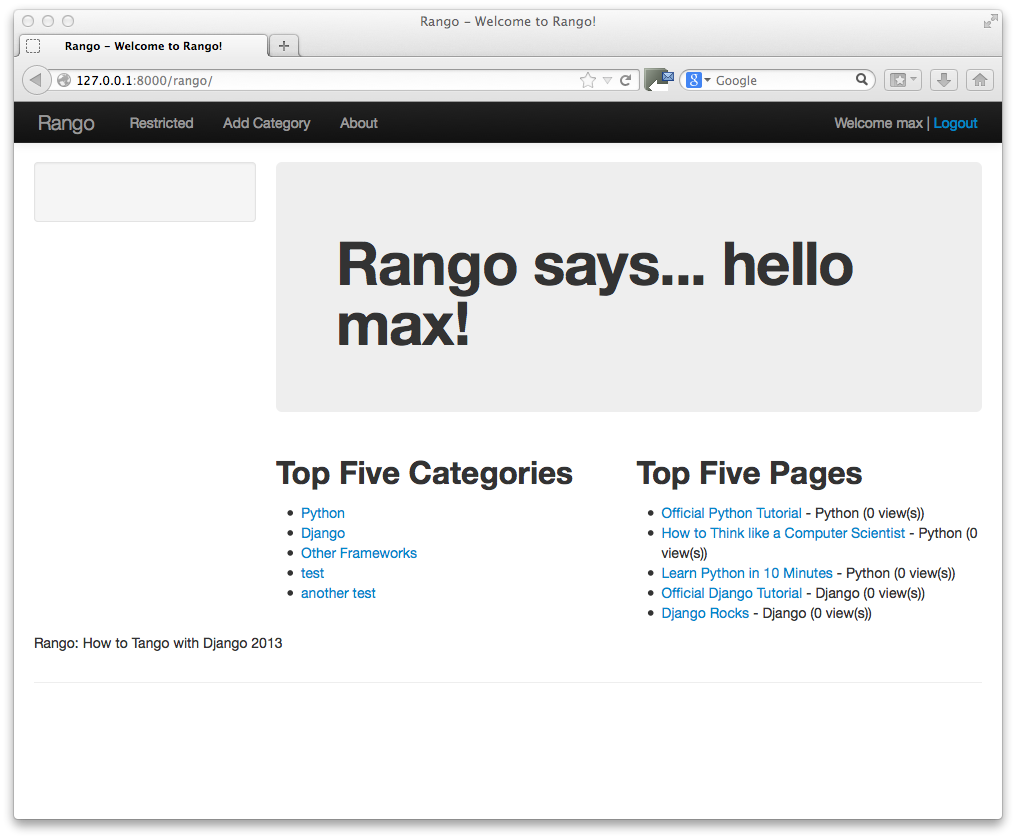 Rango – Welcome to Rango!
Rango – Welcome to Rango!
127.0.0.1:8000/rango/
Google
Rango Restricted Add Category About Welcome max | Logout
Rango says... hello
max!
Top Five Categories
Python
Django
Other Frameworks
test
another test
Top Five Pages
Official Python Tutorial - Python (0 view(s))
How to Think like a Computer Scientist - Python (0
view(s))
Learn Python in 10 Minutes - Python (0 view(s))
Official Django Tutorial - Django (0 view(s))
Django Rocks - Django (0 view(s))
Rango: How to Tango with Django 2013